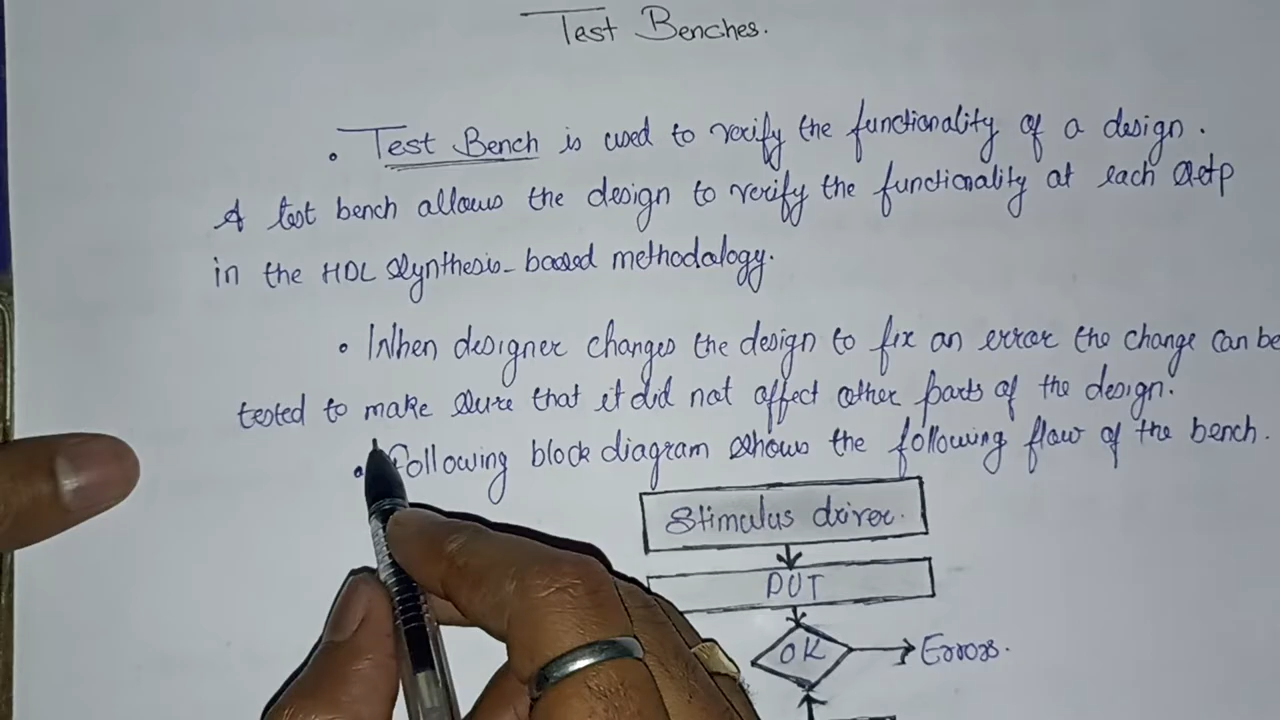 Test Benches.
• Test Bench is used to verify the functionality of a design.
A test bench allows the design to verify the functionality at each setp
in the HDL synthesis-based methodalogy.
• When designer changes the design to fix an error the change can be
tested to make sure that it did not affect other parts of the design.
• Following block diagram shows the following flow of the bench.
Stimulus driver.
DUT
OK
Errors.